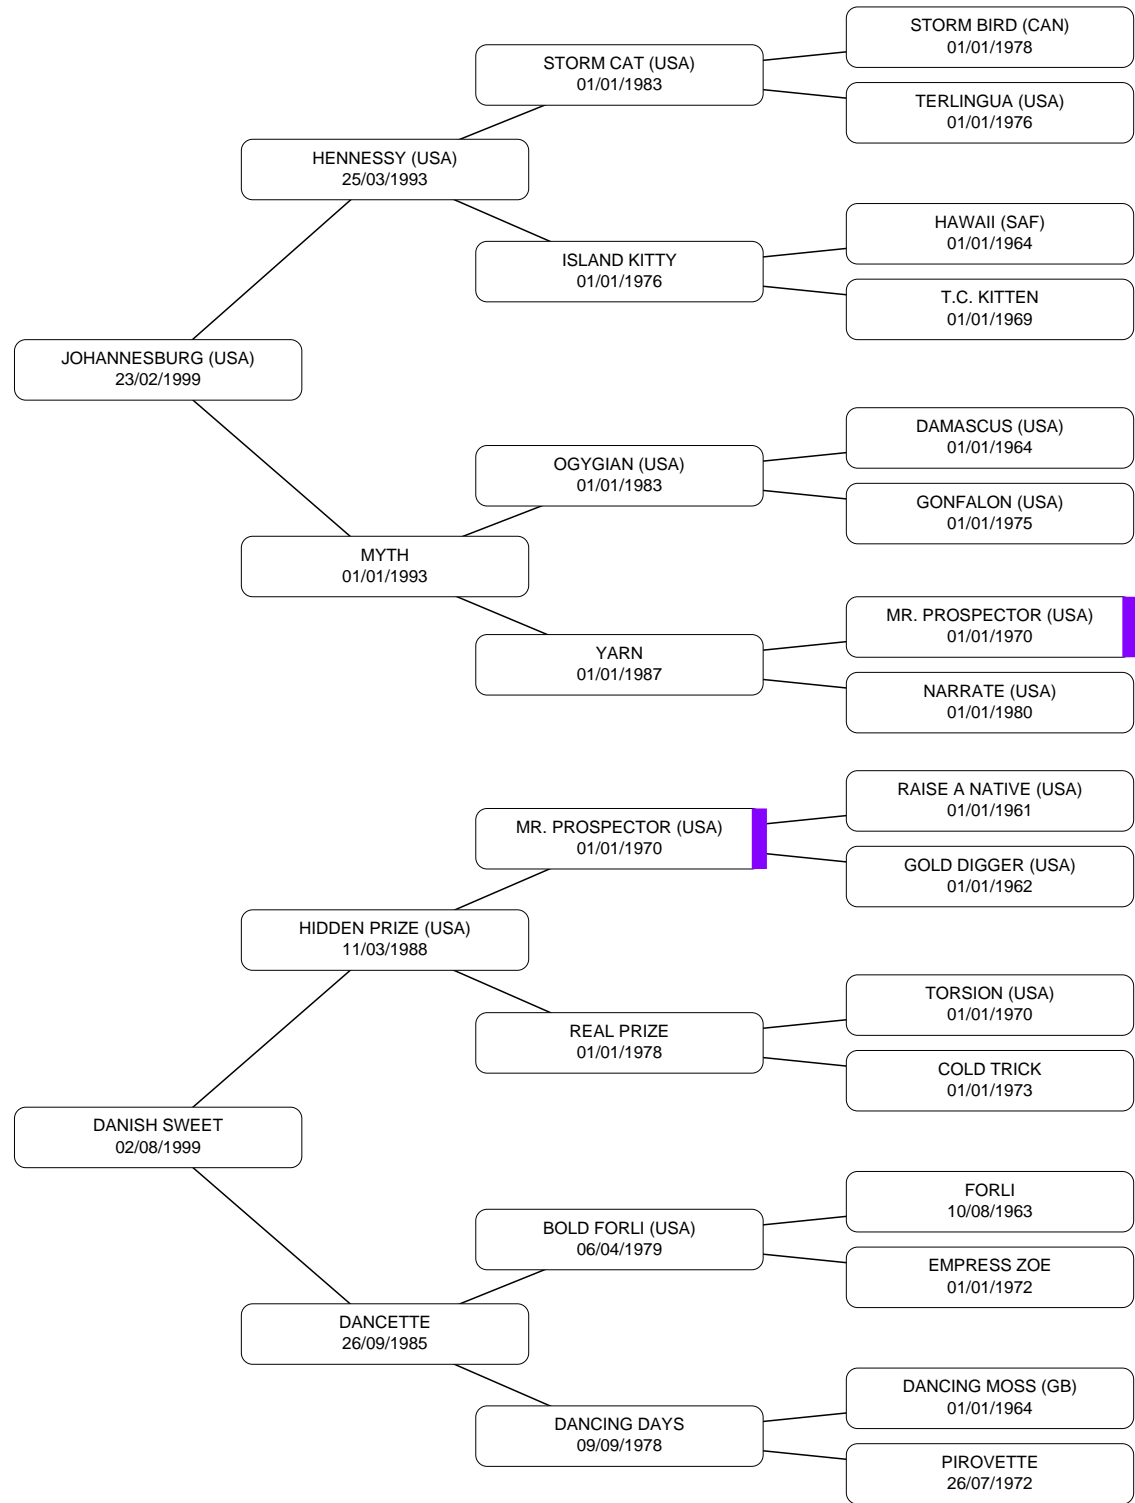 STORM BIRD (CAN)
01/01/1978
STORM CAT (USA)
01/01/1983
TERLINGUA (USA)
01/01/1976
HENNESSY (USA)
25/03/1993
HAWAII (SAF)
01/01/1964
ISLAND KITTY
01/01/1976
T.C. KITTEN
01/01/1969
JOHANNESBURG (USA)
23/02/1999
DAMASCUS (USA)
01/01/1964
OGYGIAN (USA)
01/01/1983
GONFALON (USA)
01/01/1975
MYTH
01/01/1993
MR. PROSPECTOR (USA)
01/01/1970
YARN
01/01/1987
NARRATE (USA)
01/01/1980
RAISE A NATIVE (USA)
01/01/1961
MR. PROSPECTOR (USA)
01/01/1970
GOLD DIGGER (USA)
01/01/1962
HIDDEN PRIZE (USA)
11/03/1988
TORSION (USA)
01/01/1970
REAL PRIZE
01/01/1978
COLD TRICK
01/01/1973
DANISH SWEET
02/08/1999
FORLI
10/08/1963
BOLD FORLI (USA)
06/04/1979
EMPRESS ZOE
01/01/1972
DANCETTE
26/09/1985
DANCING MOSS (GB)
01/01/1964
DANCING DAYS
09/09/1978
PIROVETTE
26/07/1972